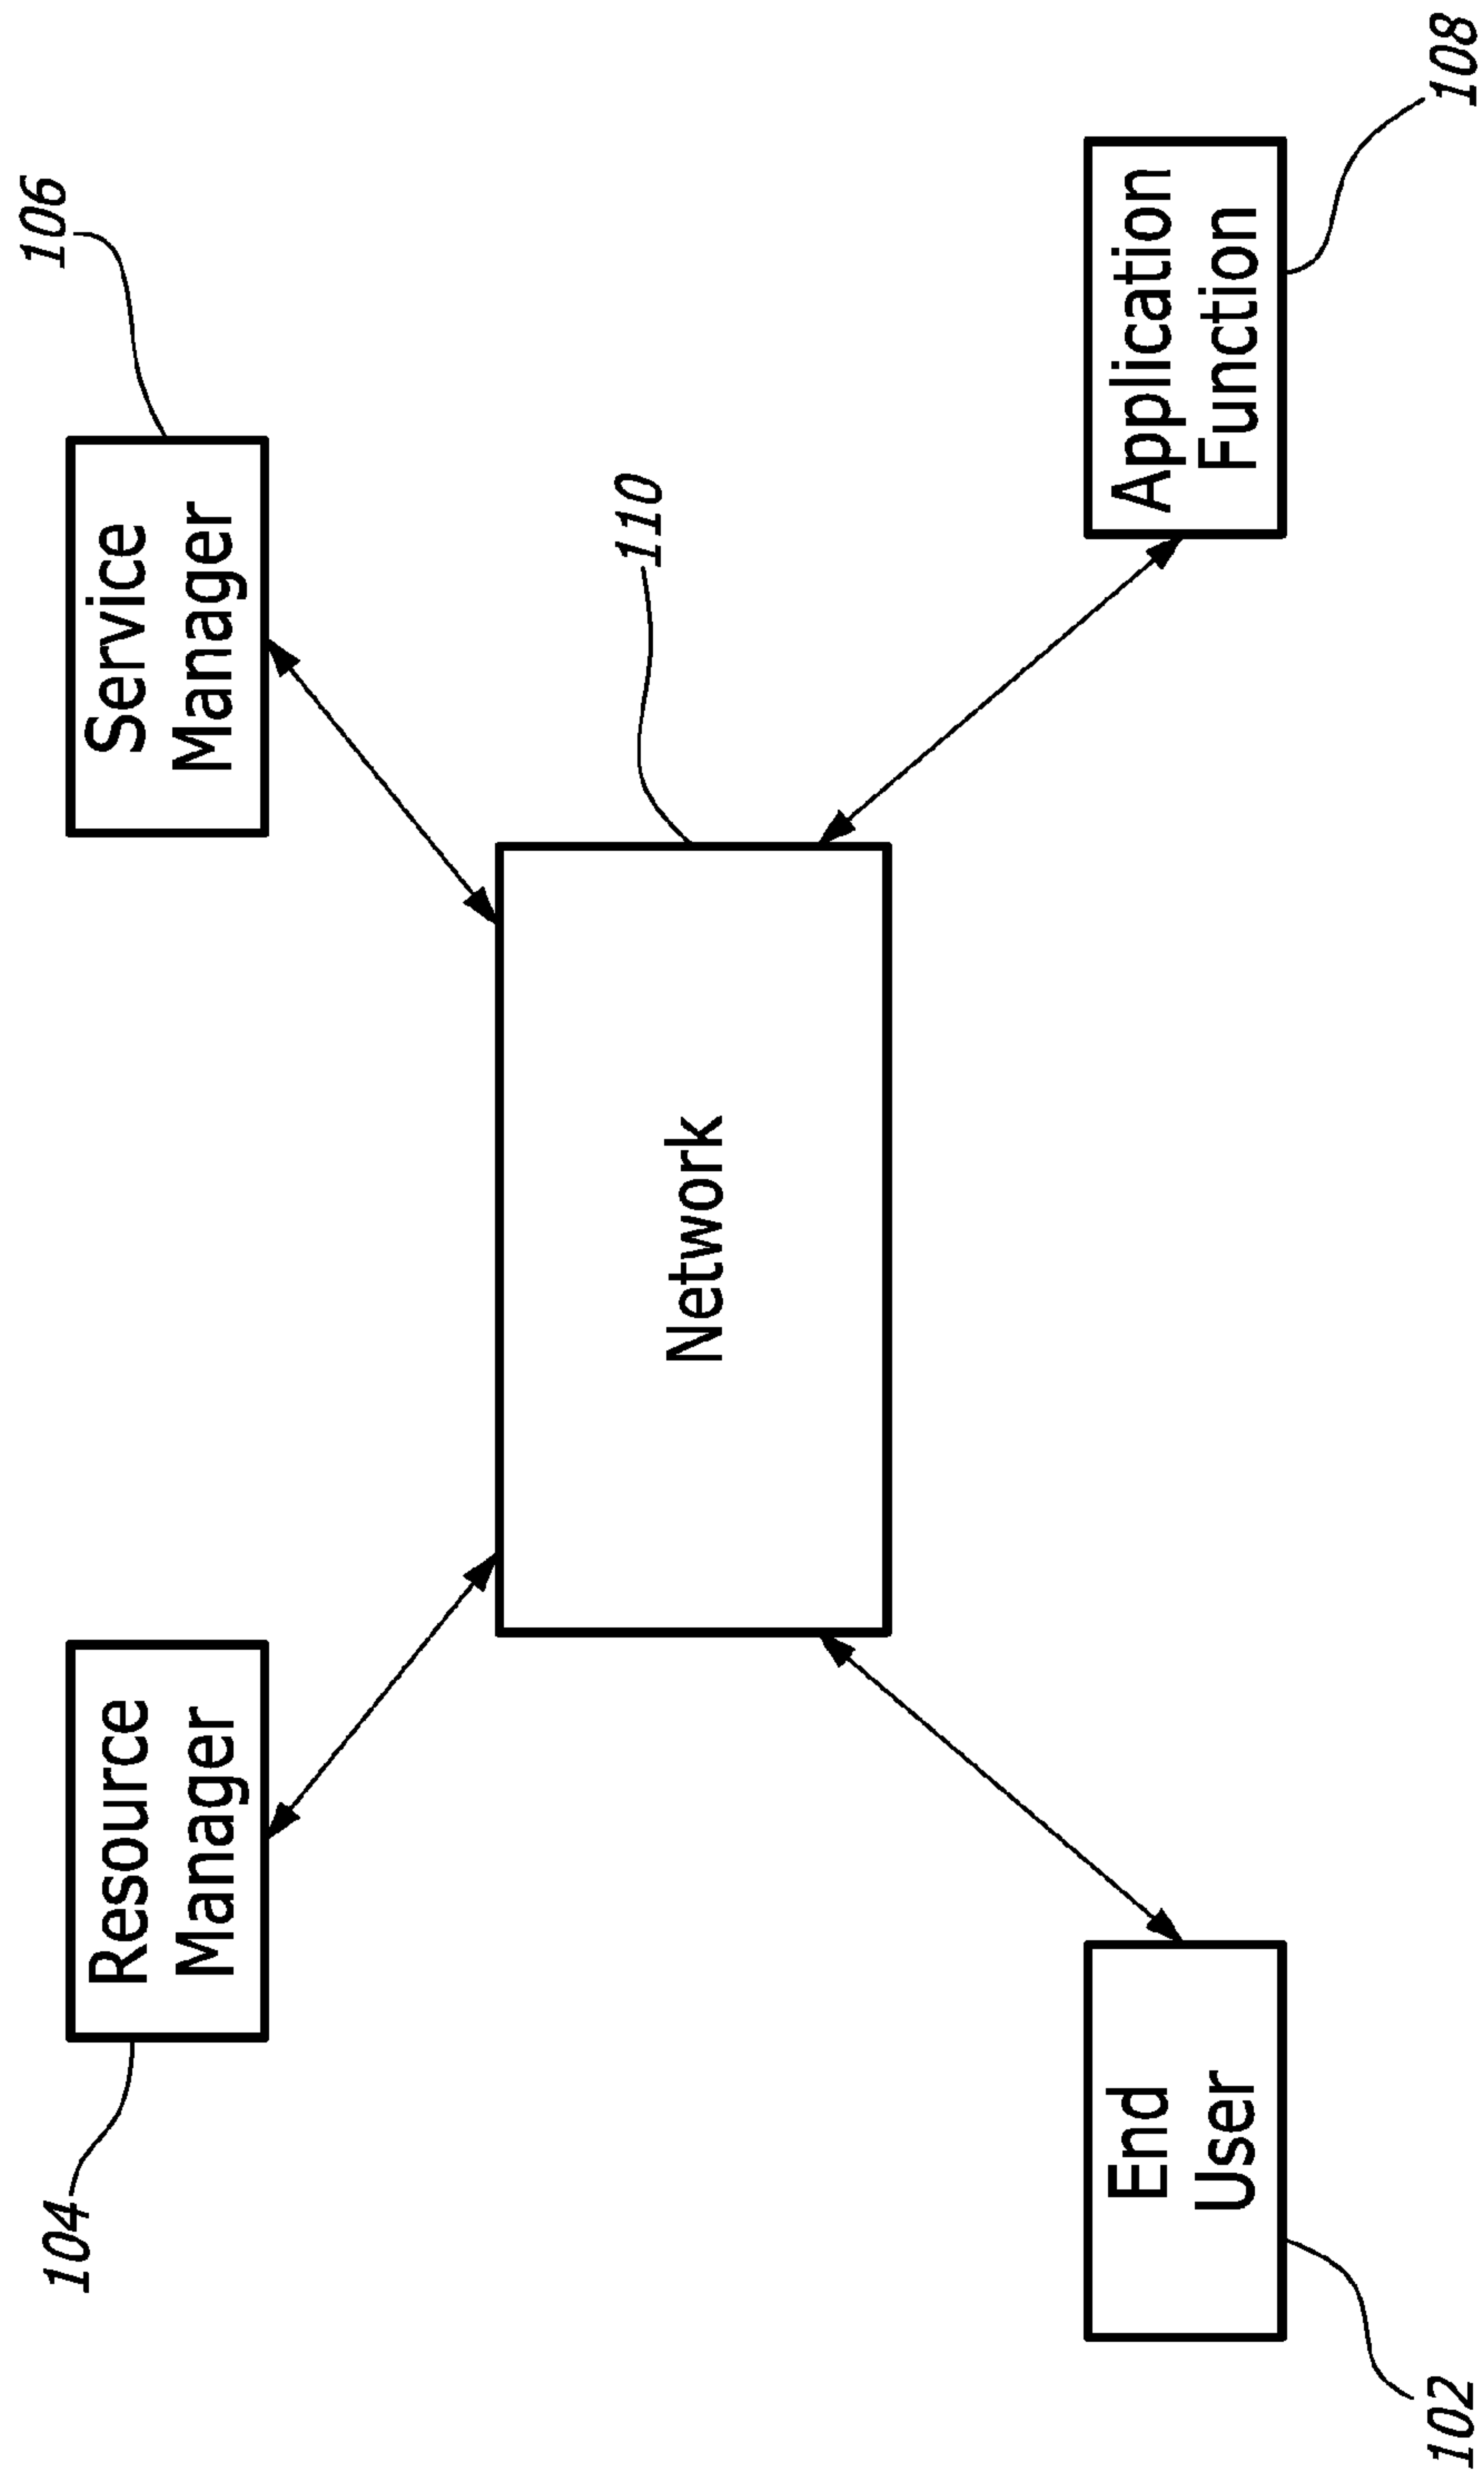 104
Resource
Manager
106
Service
Manager
110
Network
102
End
User
108
Application
Function